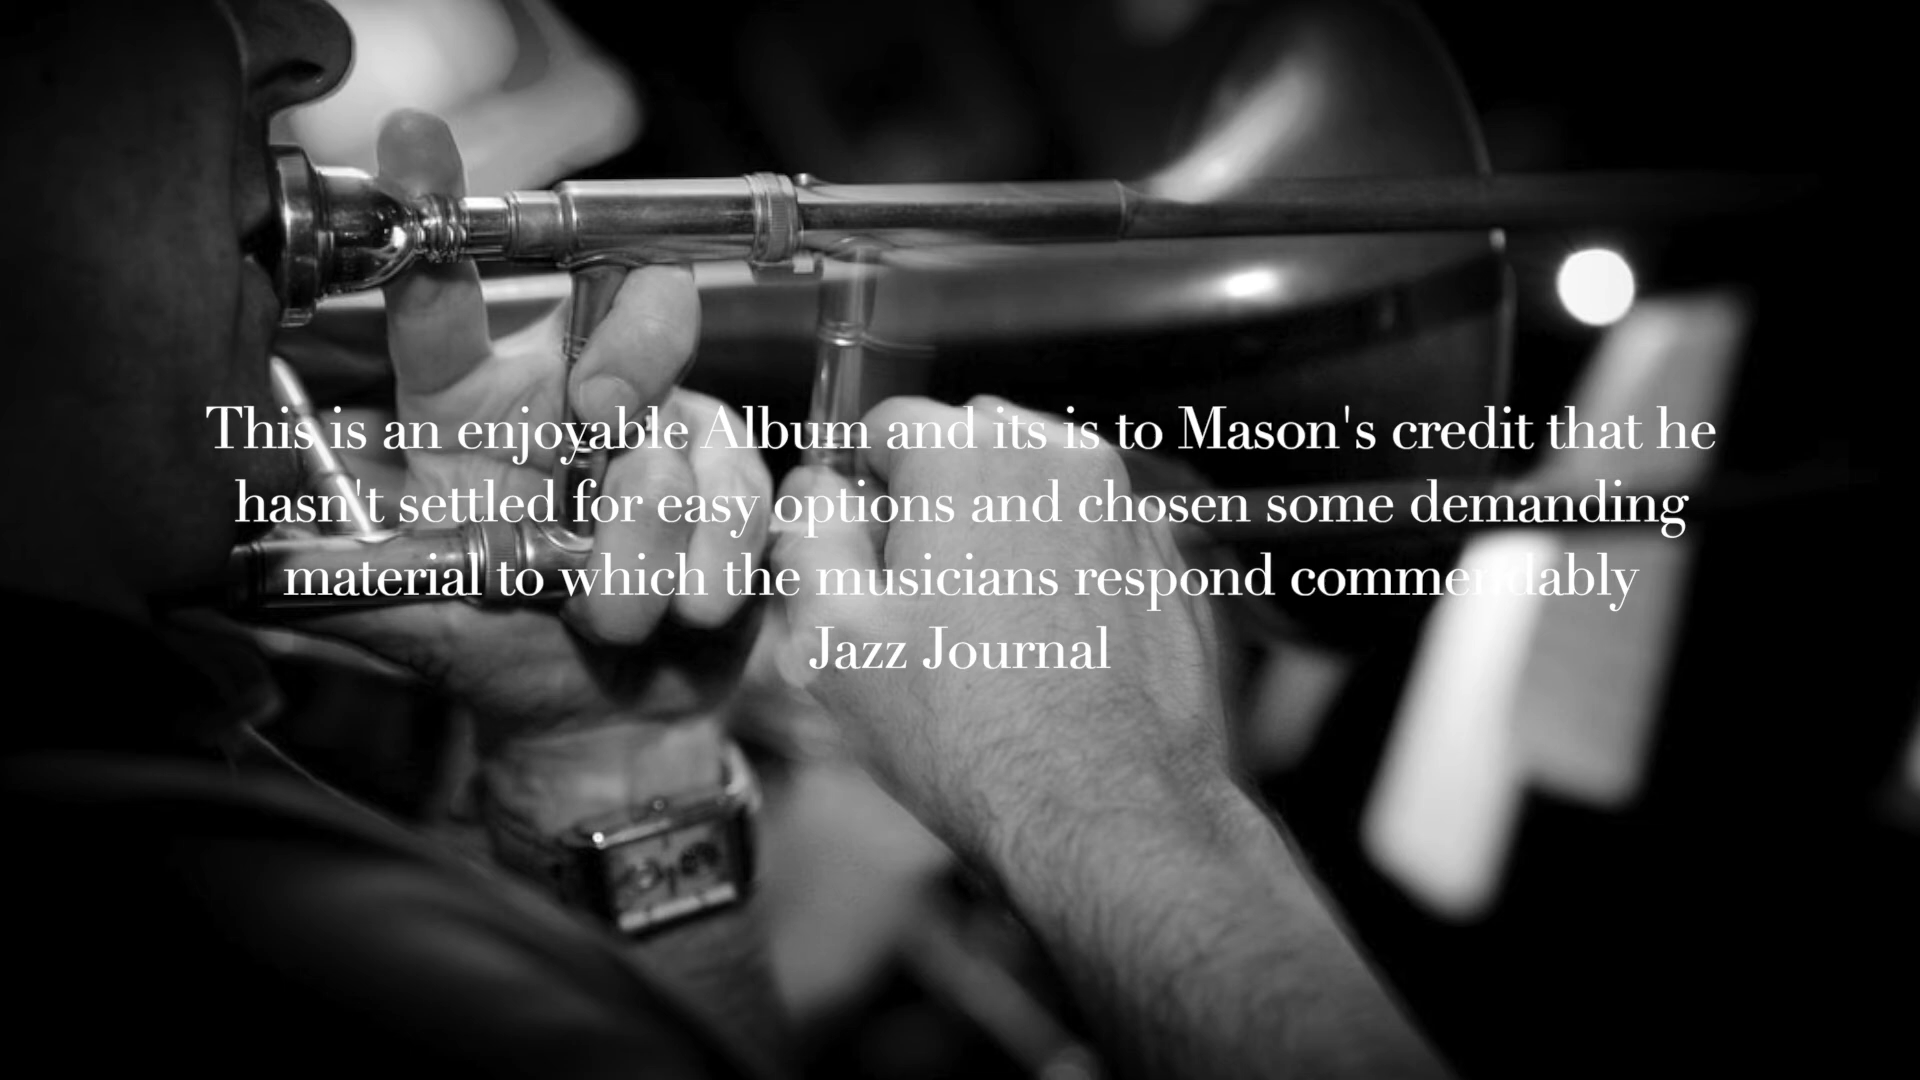 This is an enjoyable Album and its is to Mason's credit that he
hasn't settled for easy options and chosen some demanding
material to which the musicians respond commendably
Jazz Journal